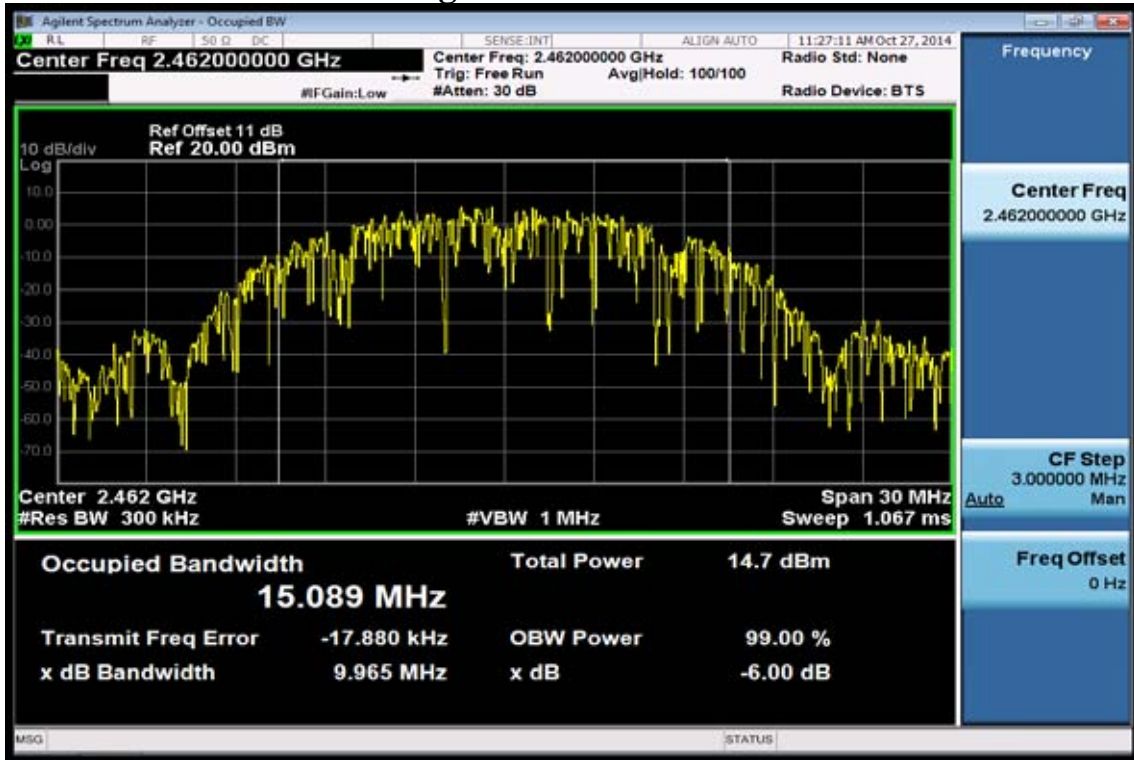 Agilent Spectrum Analyzer - Occupied BW
RL RF 50 Ω DC SENSE:INT ALIGN AUTO 11:27:11 AM Oct 27, 2014
Center Freq 2.462000000 GHz
Center Freq: 2.462000000 GHz
Radio Std: None
Trig: Free Run Avg|Hold: 100/100
#IFGain:Low
#Atten: 30 dB
Radio Device: BTS
Frequency
Ref Offset 11 dB
10 dB/div Ref 20.00 dBm
Log
10.0
0.00
-10.0
-20.0
-30.0
-40.0
-50.0
-60.0
-70.0
Center 2.462 GHz Span 30 MHz
#Res BW 300 kHz #VBW 1 MHz Sweep 1.067 ms
Center Freq
2.462000000 GHz
CF Step
3.000000 MHz
Auto Man
Freq Offset
0 Hz
Occupied Bandwidth Total Power 14.7 dBm
15.089 MHz
Transmit Freq Error -17.880 kHz OBW Power 99.00 %
x dB Bandwidth 9.965 MHz x dB -6.00 dB
MSG STATUS